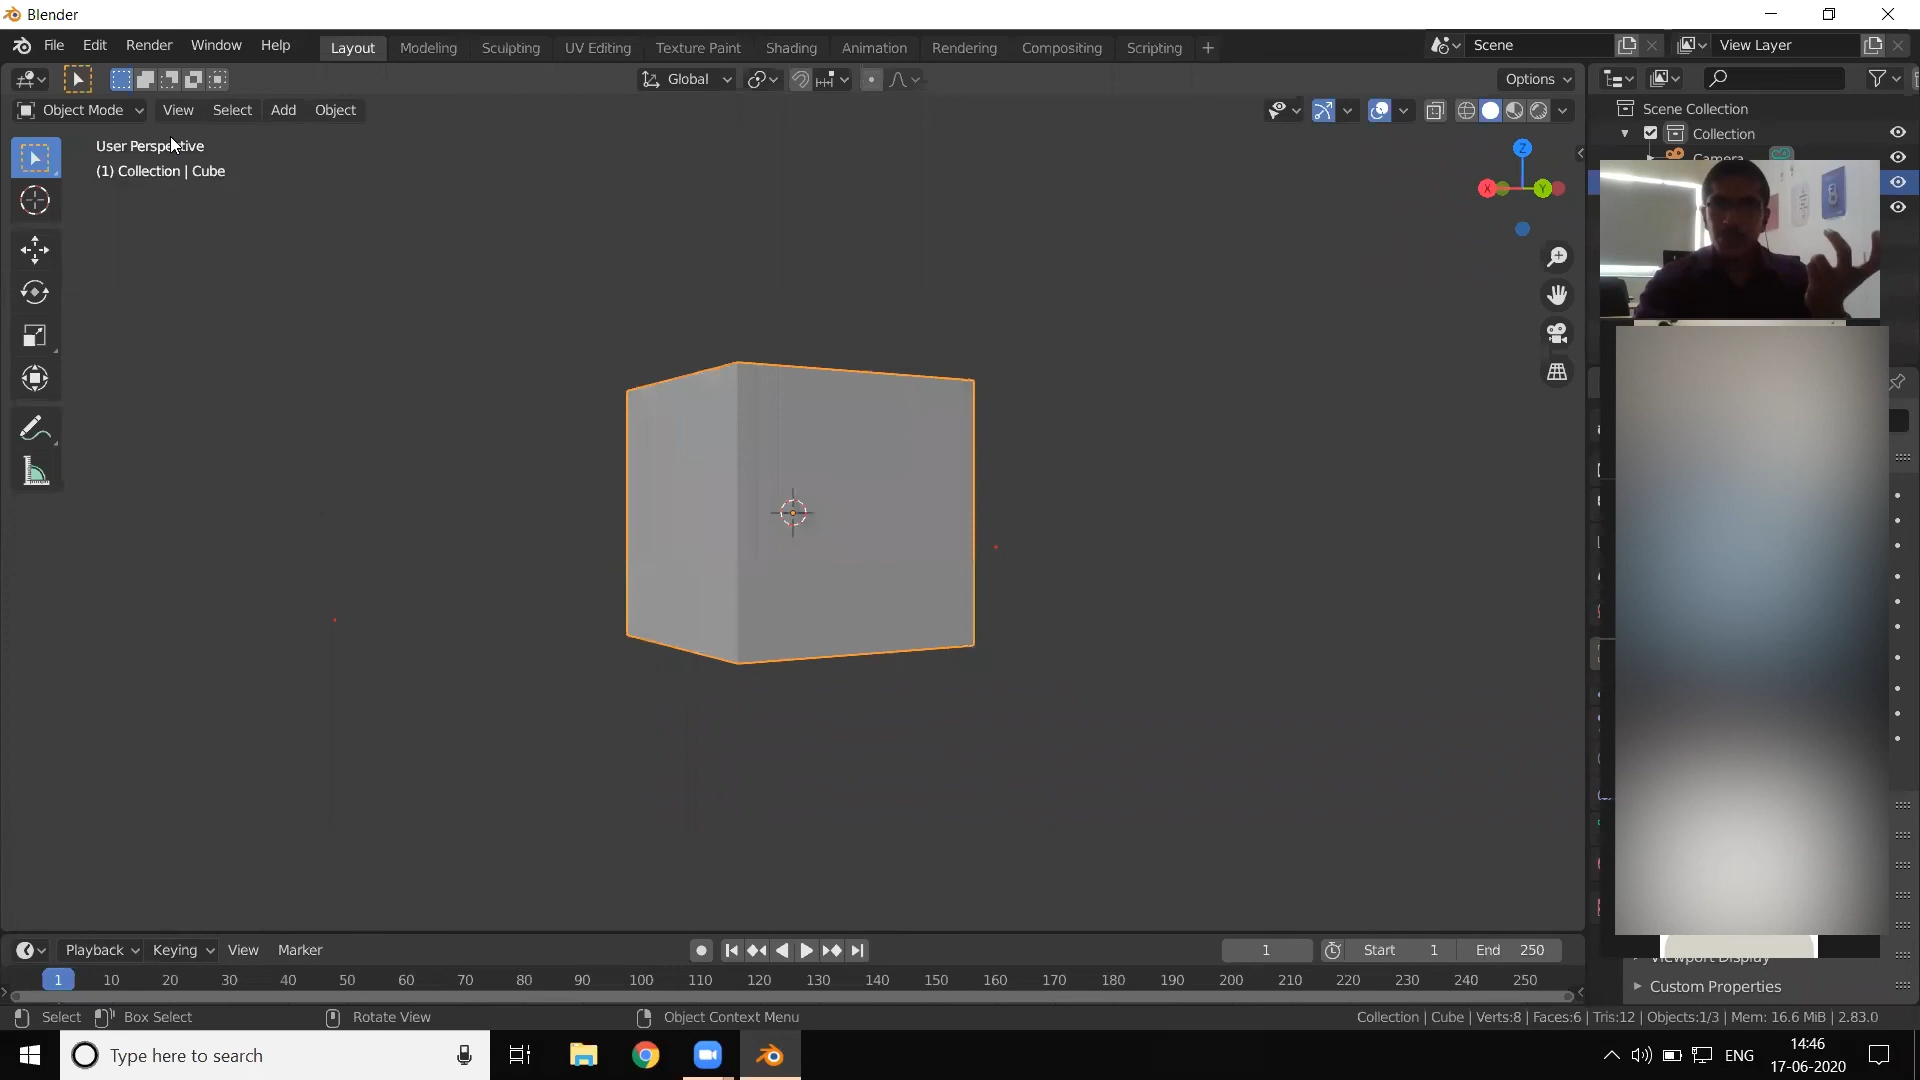 Blender
File Edit Render Window Help Layout Modeling Sculpting UV Editing Texture Paint Shading Animation Rendering Compositing Scripting + Scene View Layer
Global Options
Object Mode View Select Add Object
Scene Collection
User Perspective
Collection
(1) Collection | Cube
Camera
Z
X Y
Playback Keying View Marker 1 Start 1 End 250
Viewport Display
1 10 20 30 40 50 60 70 80 90 100 110 120 130 140 150 160 170 180 190 200 210 220 230 240 250
Custom Properties
Select Box Select Rotate View Object Context Menu Collection | Cube | Verts:8 | Faces:6 | Tris:12 | Objects:1/3 | Mem: 16.6 MiB | 2.83.0
Type here to search ENG
14:46
17-06-2020